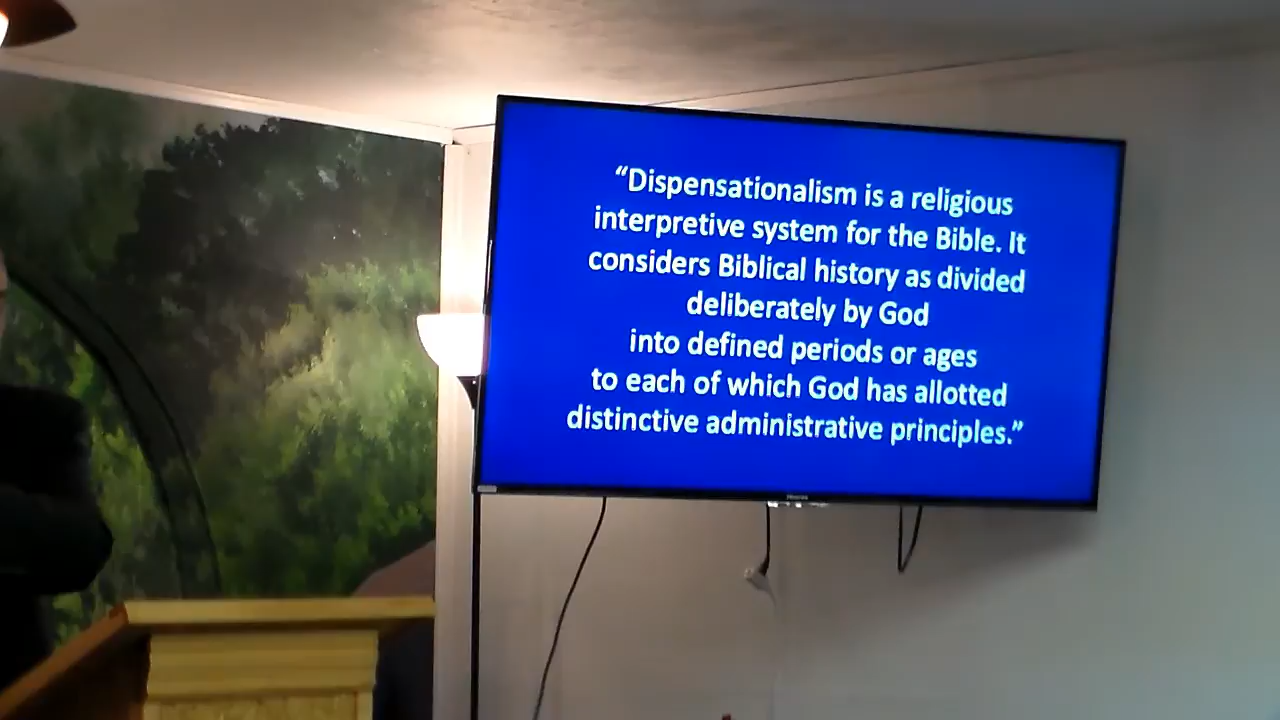 “Dispensationalism is a religious
interpretive system for the Bible. It
considers Biblical history as divided
deliberately by God
into defined periods or ages
to each of which God has allotted
distinctive administrative principles.”
Hisense